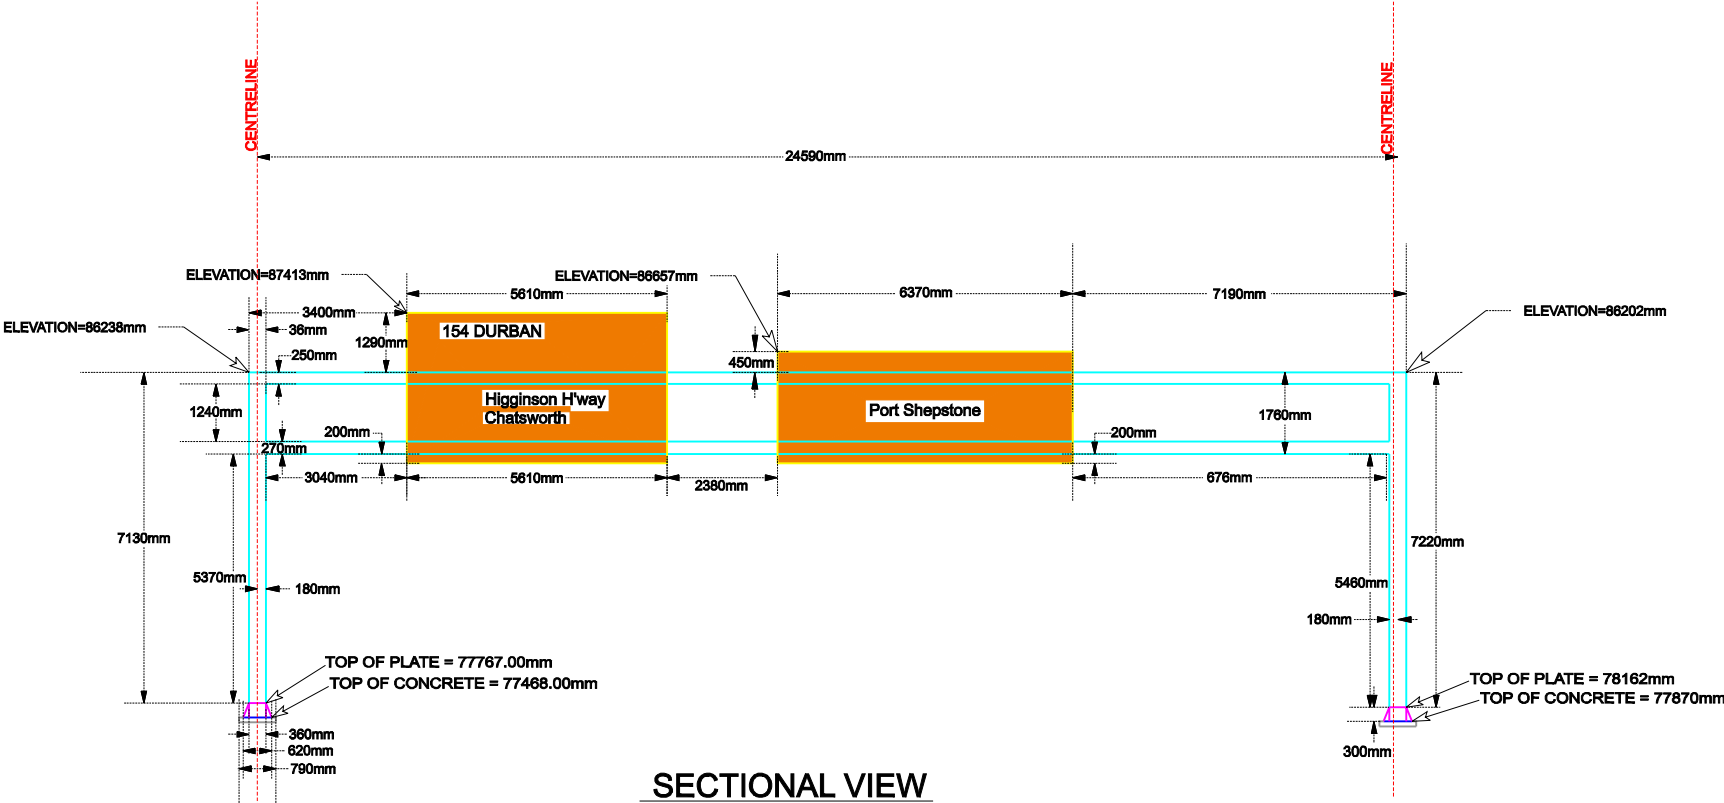 CENTRELINE
CENTRELINE
24590mm
ELEVATION=87413mm
ELEVATION=86657mm
5610mm
6370mm
7190mm
3400mm
ELEVATION=86202mm
ELEVATION=86238mm
36mm
154 DURBAN
1290mm
250mm
450mm
1240mm
Higginson H'way
Chatsworth
Port Shepstone
1760mm
200mm
200mm
270mm
3040mm
5610mm
2380mm
676mm
7130mm
7220mm
5370mm
180mm
5460mm
180mm
TOP OF PLATE = 77767.00mm
TOP OF CONCRETE = 77468.00mm
TOP OF PLATE = 78162mm
TOP OF CONCRETE = 77870mm
360mm
620mm
300mm
790mm
SECTIONAL VIEW